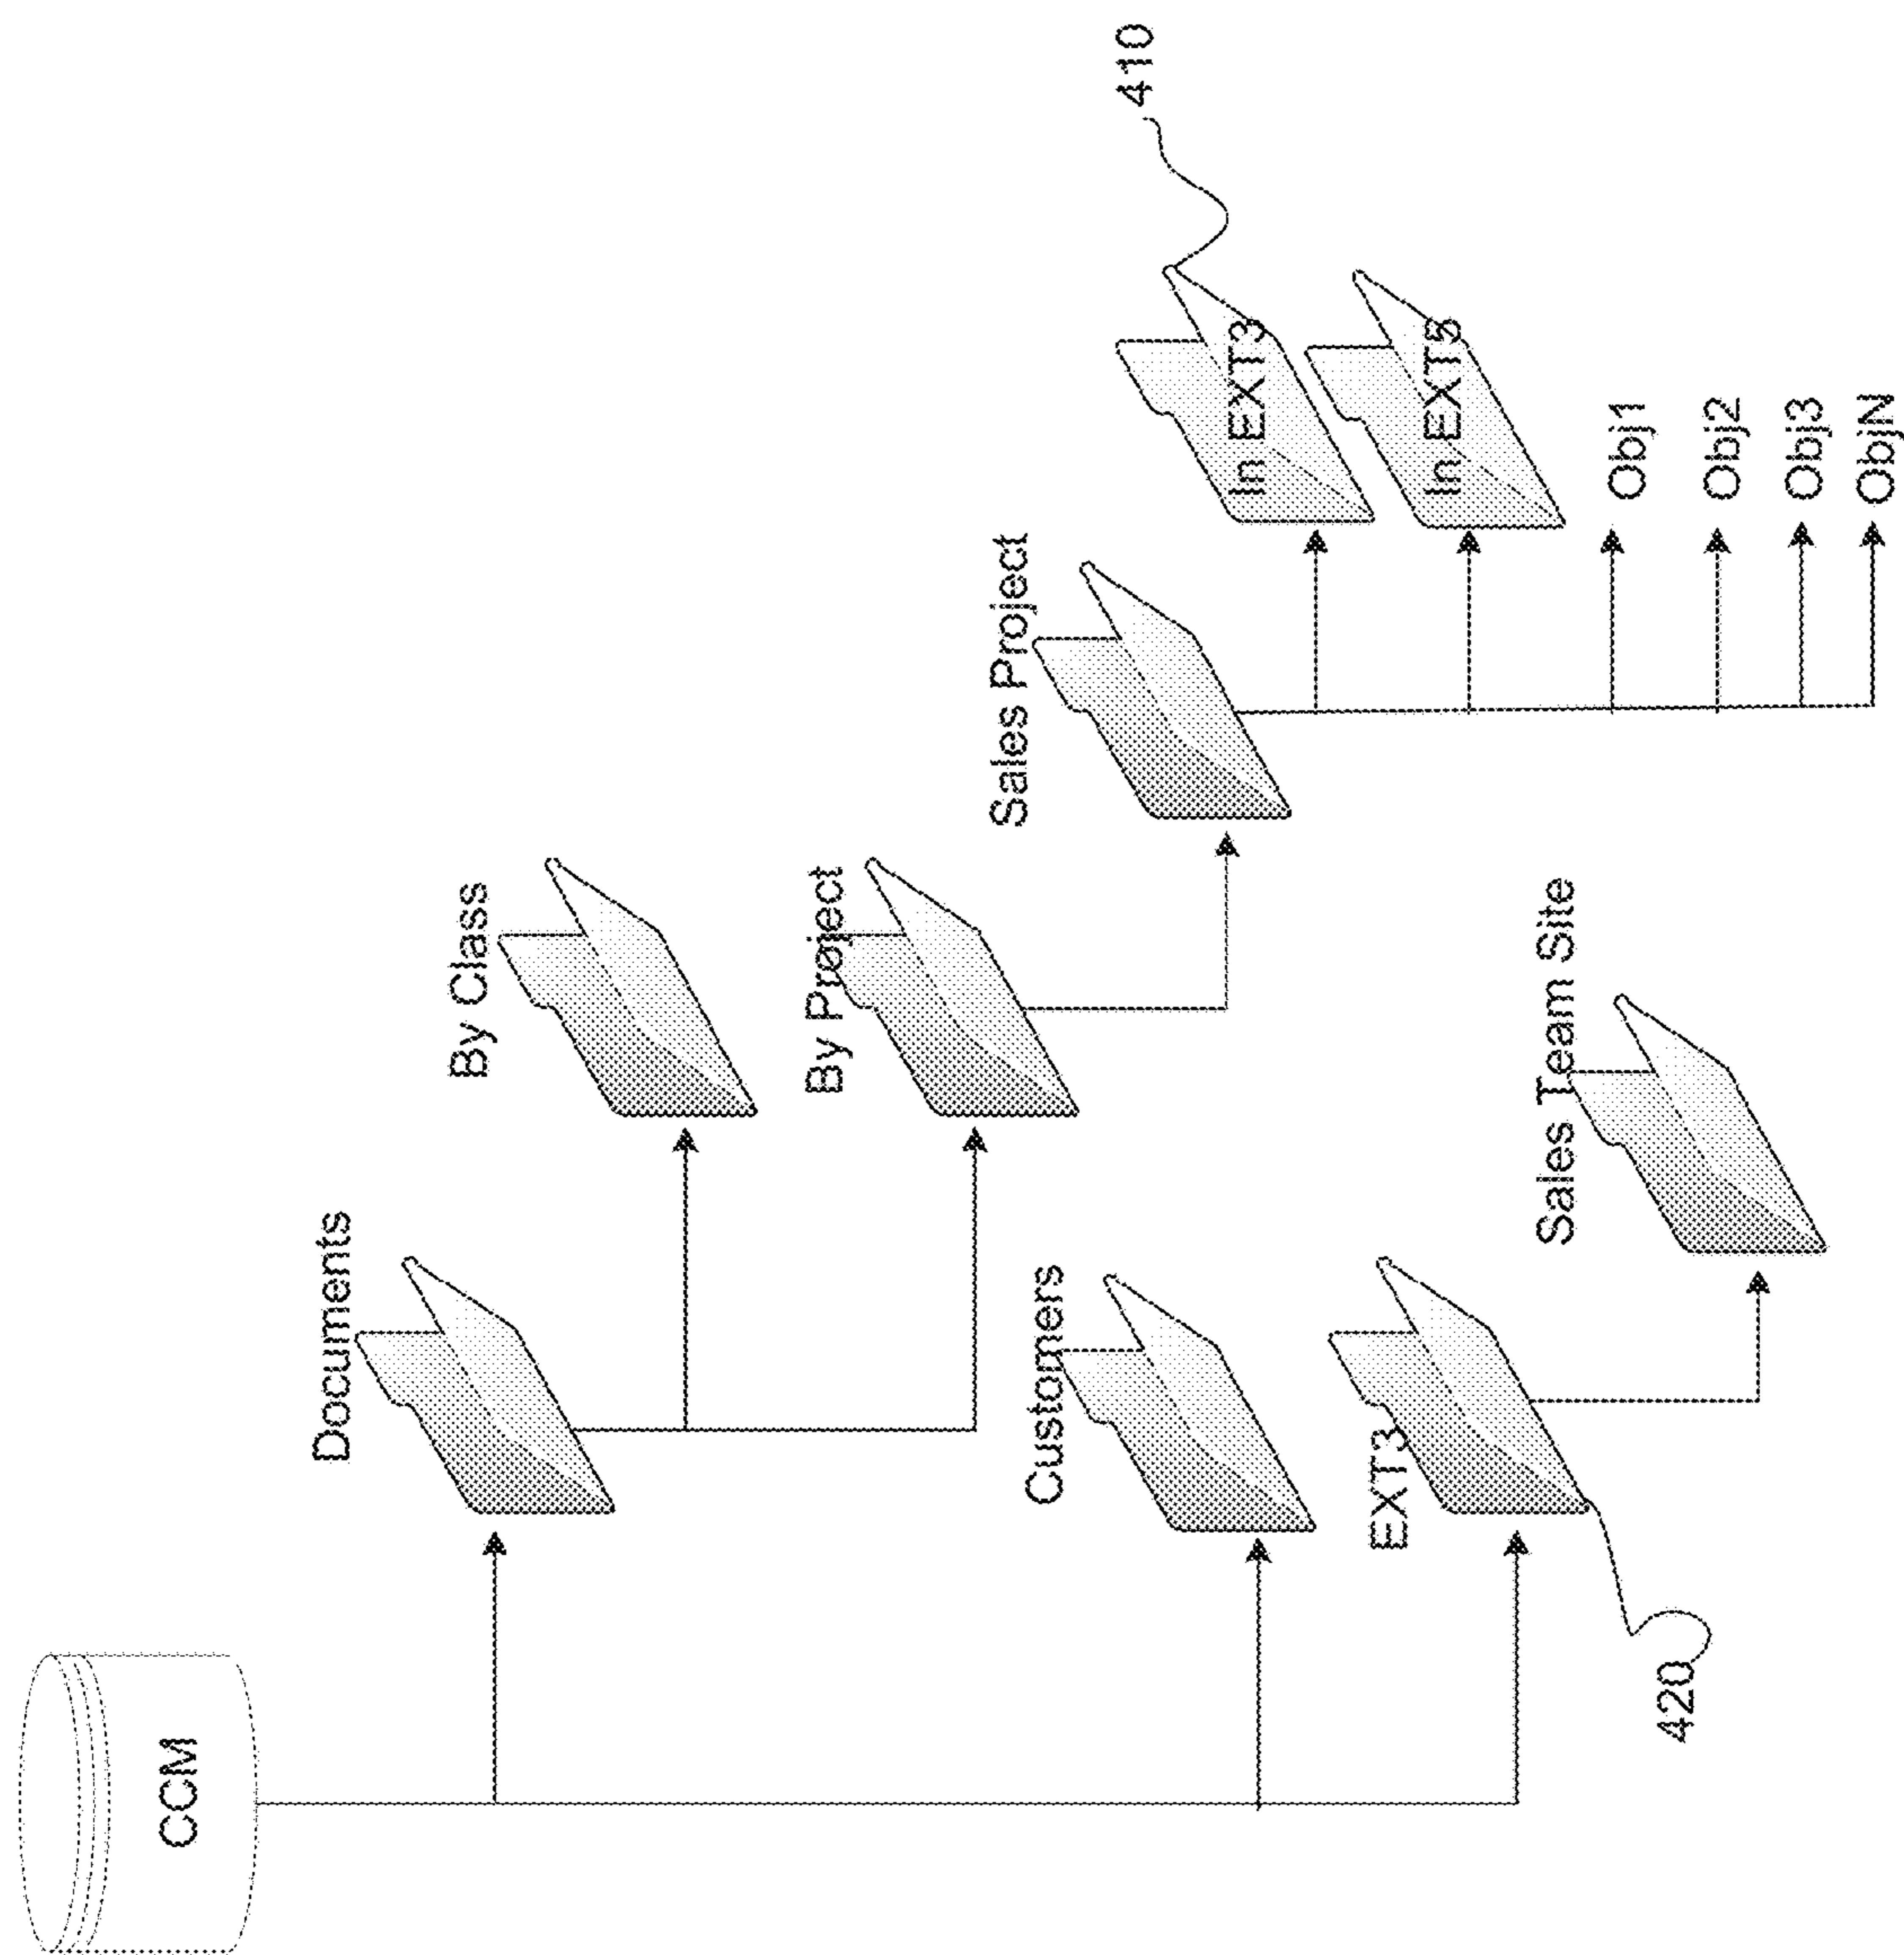 CCM
Documents
By Class
By Project
Sales Project
Customers
410
In EXT3
EXT3
In EXT5
Sales Team Site
Obj1
420
Obj2
Obj3
ObjN